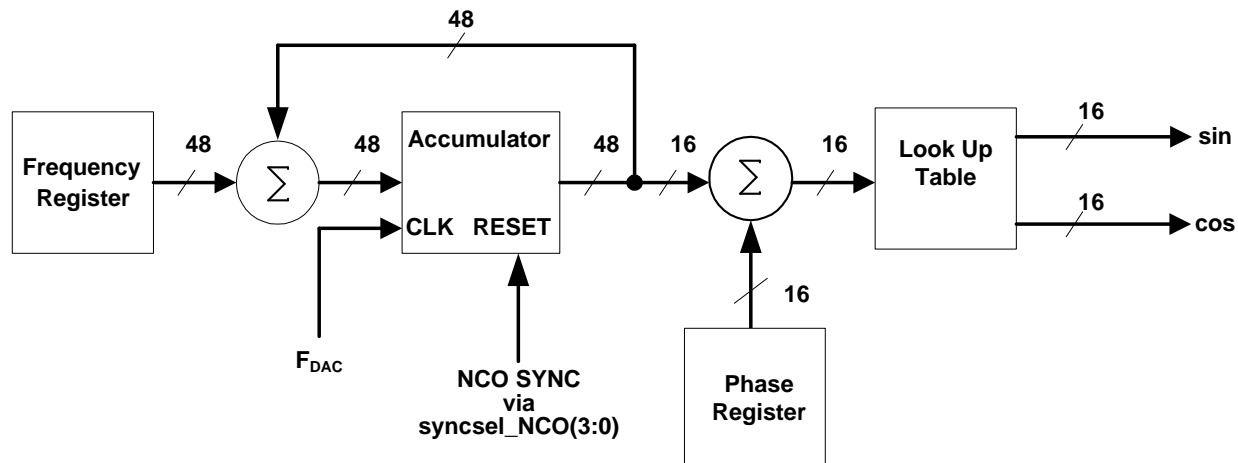 48
Frequency
Register
48
Σ
48
Accumulator
CLK RESET
48
16
Σ
16
Look Up
Table
16
sin
16
cos
16
F_DAC
NCO SYNC
via
syncsel_NCO(3:0)
Phase
Register